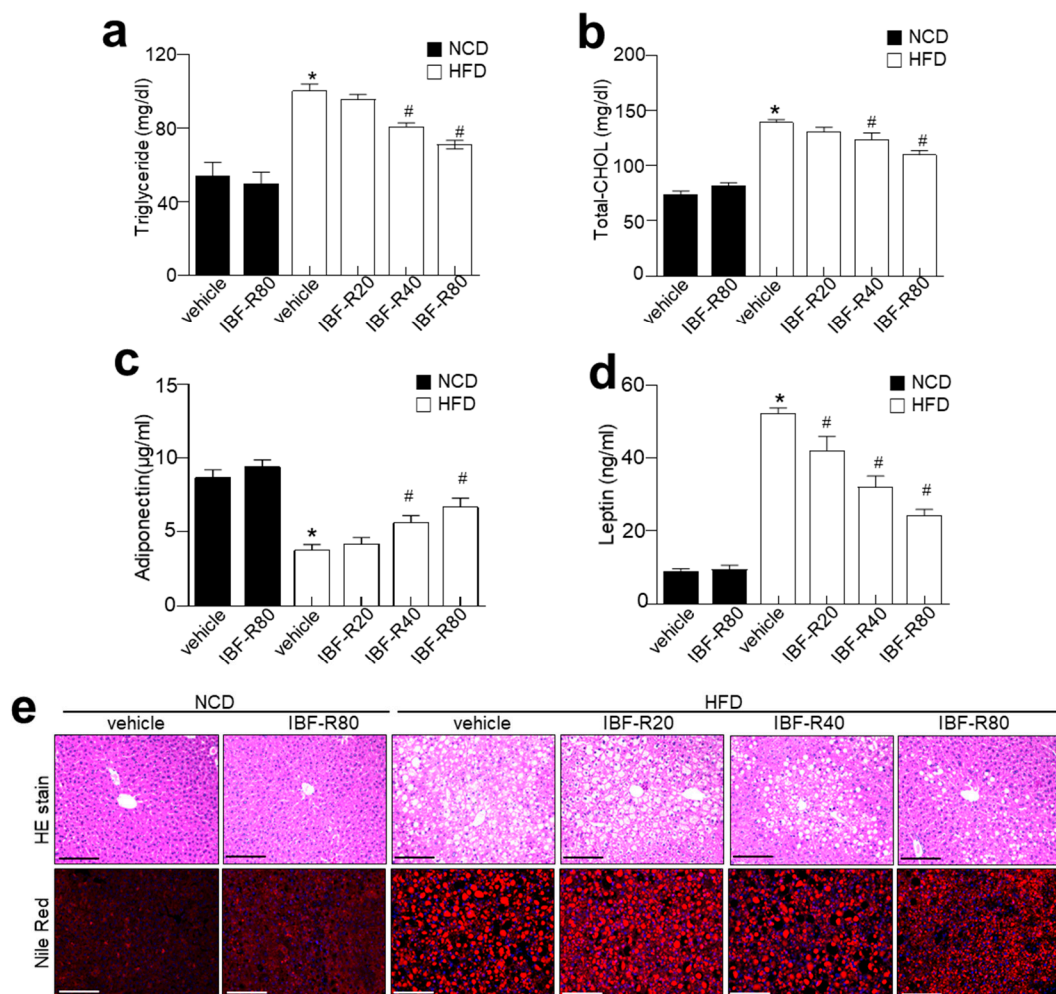 a
NCD
HFD
Triglyceride (mg/dl)
120
80
40
0
*
#
#
vehicle
IBF-R80
vehicle
IBF-R20
IBF-R40
IBF-R80
b
NCD
HFD
Total-CHOL (mg/dl)
200
150
100
50
0
*
#
#
vehicle
IBF-R80
vehicle
IBF-R20
IBF-R40
IBF-R80
c
NCD
HFD
Adiponectin(µg/ml)
15
10
5
0
*
#
#
vehicle
IBF-R80
vehicle
IBF-R20
IBF-R40
IBF-R80
d
NCD
HFD
Leptin (ng/ml)
60
40
20
0
*
#
#
#
vehicle
IBF-R80
vehicle
IBF-R20
IBF-R40
IBF-R80
e
NCD HFD
vehicle IBF-R80 vehicle IBF-R20 IBF-R40 IBF-R80
HE stain
Nile Red